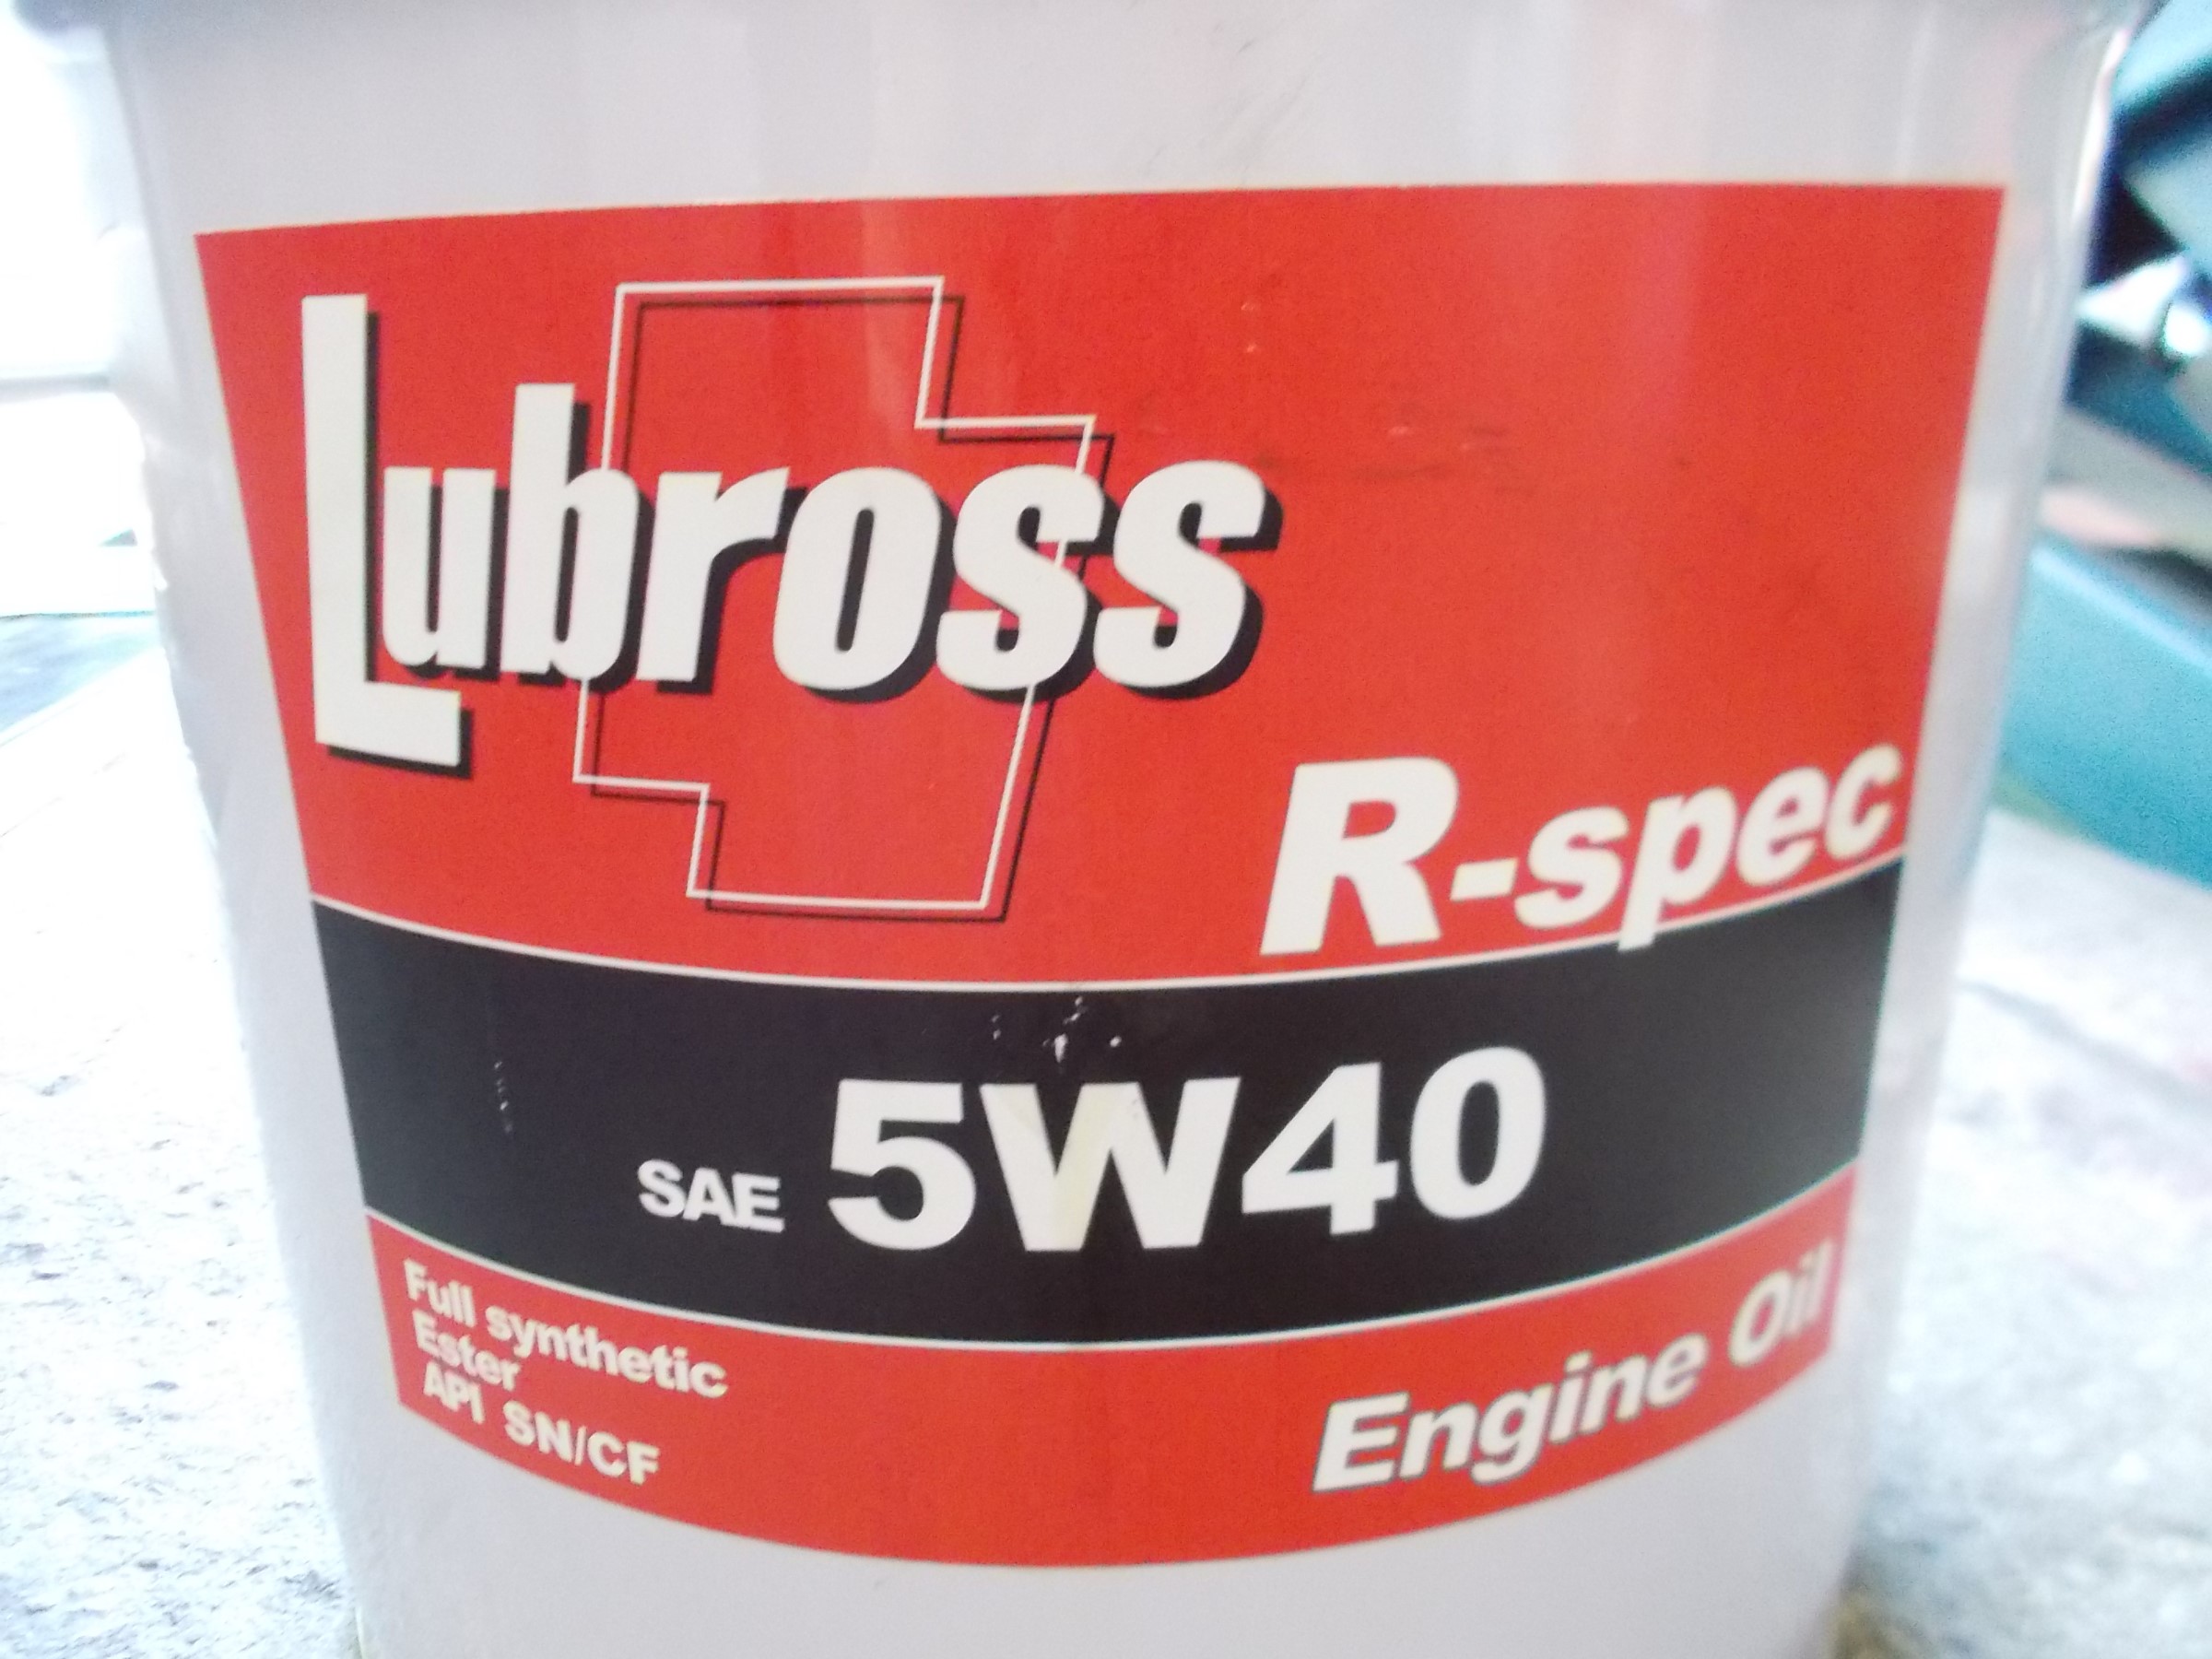 Lubross
R-spec
SAE 5W40
Full synthetic
Ester
API SN/CF
Engine Oil